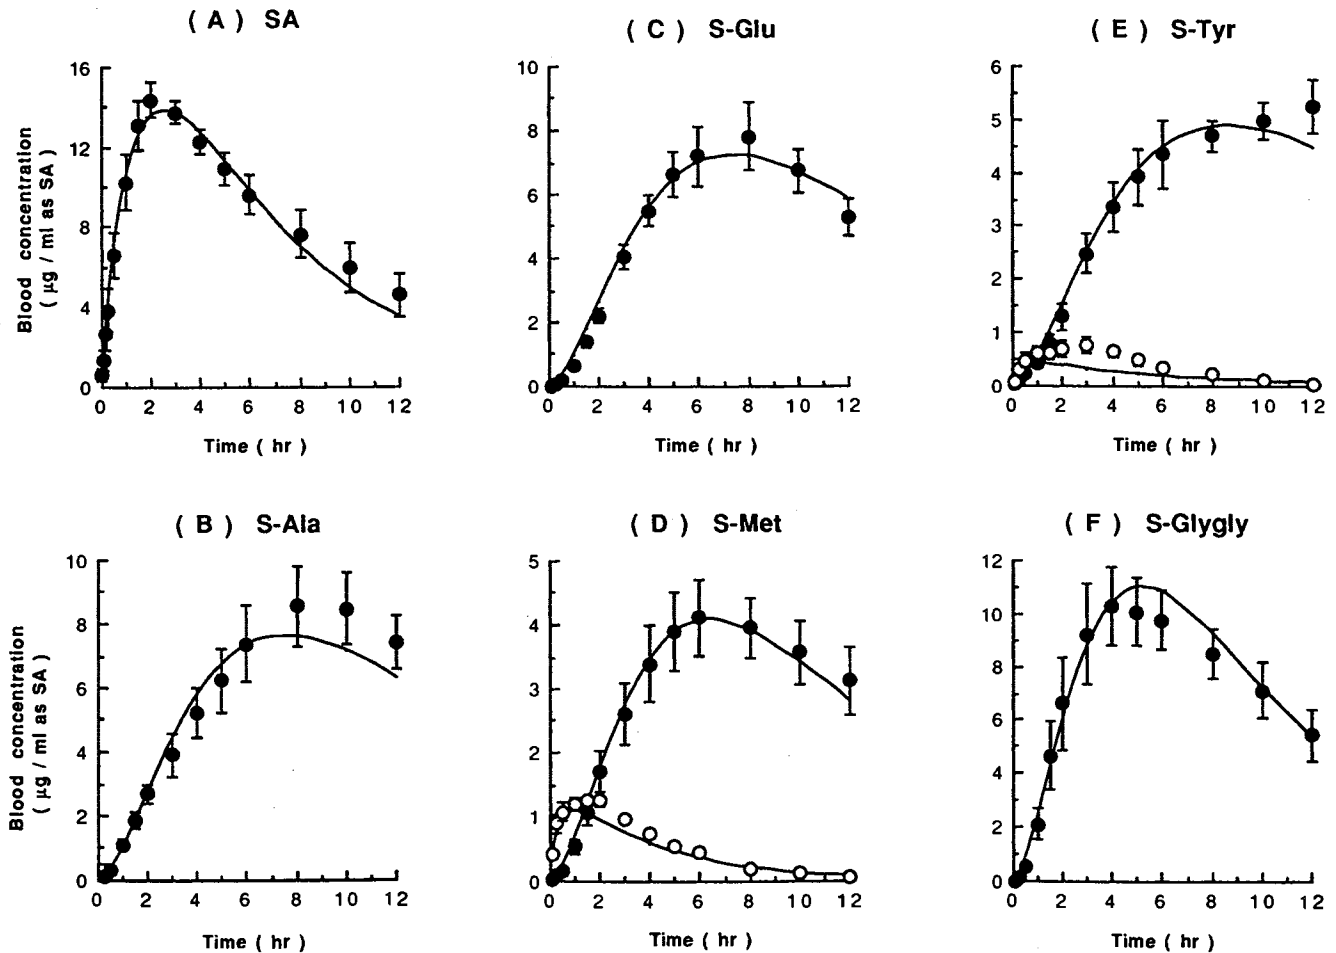 ( A ) SA
Blood concentration
( μg / ml as SA )
16
12
8
4
0
0 2 4 6 8 10 12
Time ( hr )
( C ) S-Glu
10
8
6
4
2
0
0 2 4 6 8 10 12
Time ( hr )
( E ) S-Tyr
6
5
4
3
2
1
0
0 2 4 6 8 10 12
Time ( hr )
( B ) S-Ala
Blood concentration
( μg / ml as SA )
10
8
6
4
2
0
0 2 4 6 8 10 12
Time ( hr )
( D ) S-Met
5
4
3
2
1
0
0 2 4 6 8 10 12
Time ( hr )
( F ) S-Glygly
12
10
8
6
4
2
0
0 2 4 6 8 10 12
Time ( hr )